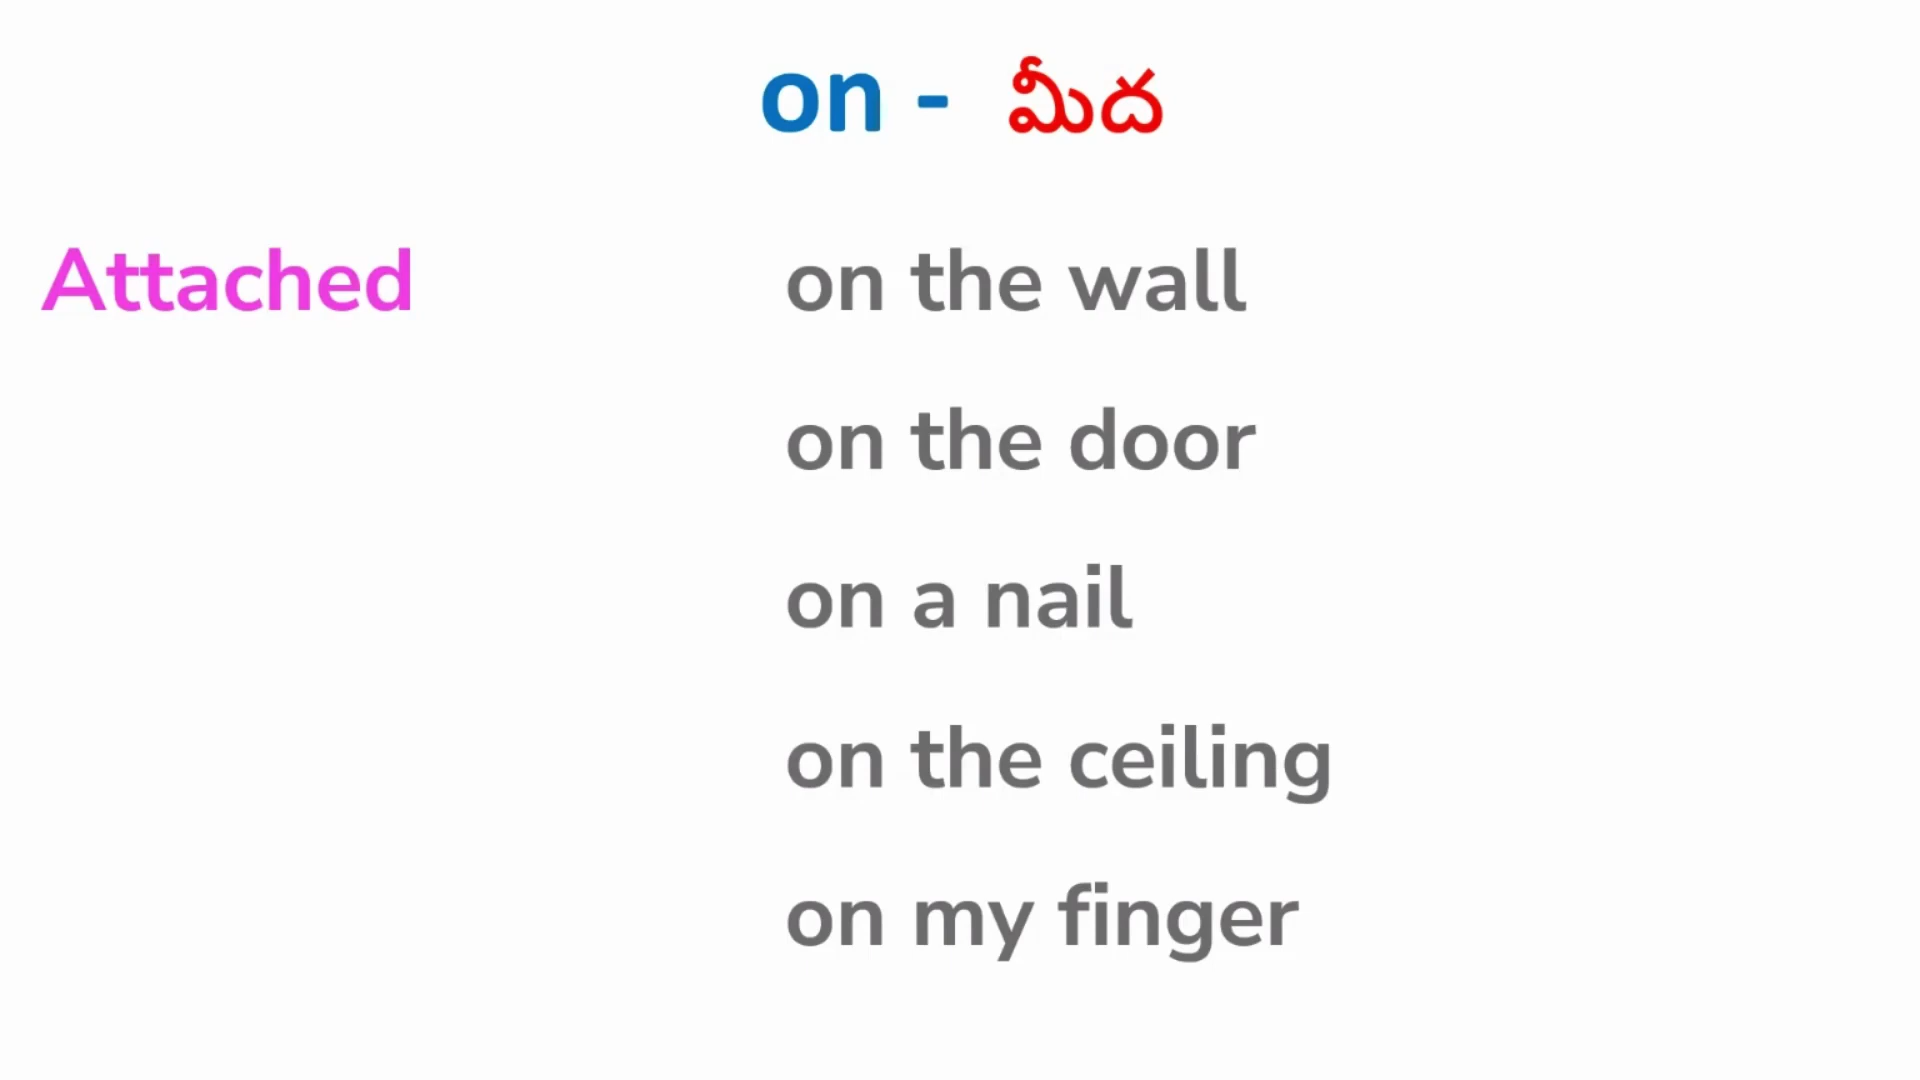 on - మీద
Attached on the wall
on the door
on a nail
on the ceiling
on my finger